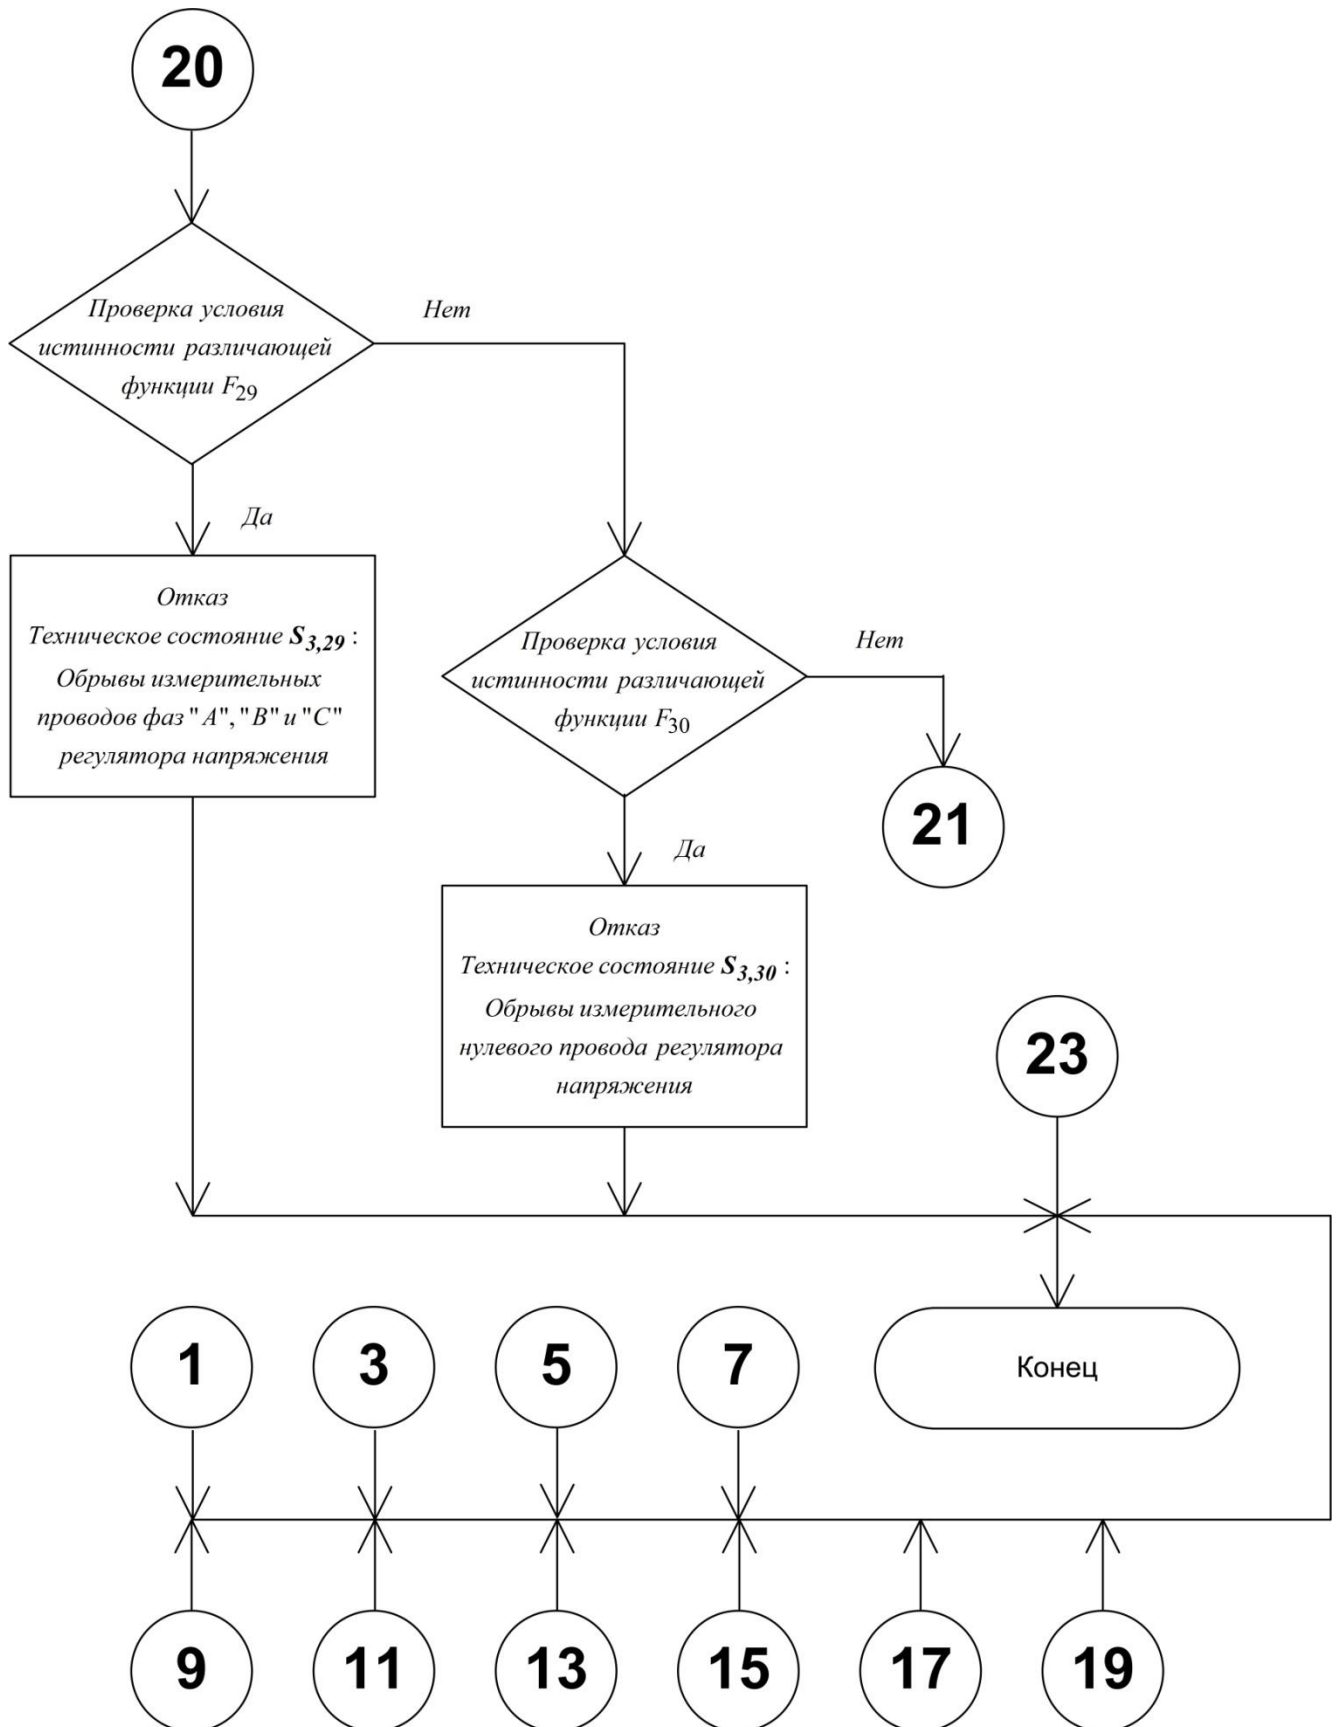 20
Проверка условия
истинности различающей
функции F29
Нет
Да
Отказ
Техническое состояние S3,29 :
Обрывы измерительных
проводов фаз "A", "B" и "C"
регулятора напряжения
Проверка условия
истинности различающей
функции F30
Нет
21
Да
Отказ
Техническое состояние S3,30 :
Обрывы измерительного
нулевого провода регулятора
напряжения
23
1 3 5 7 Конец
9 11 13 15 17 19